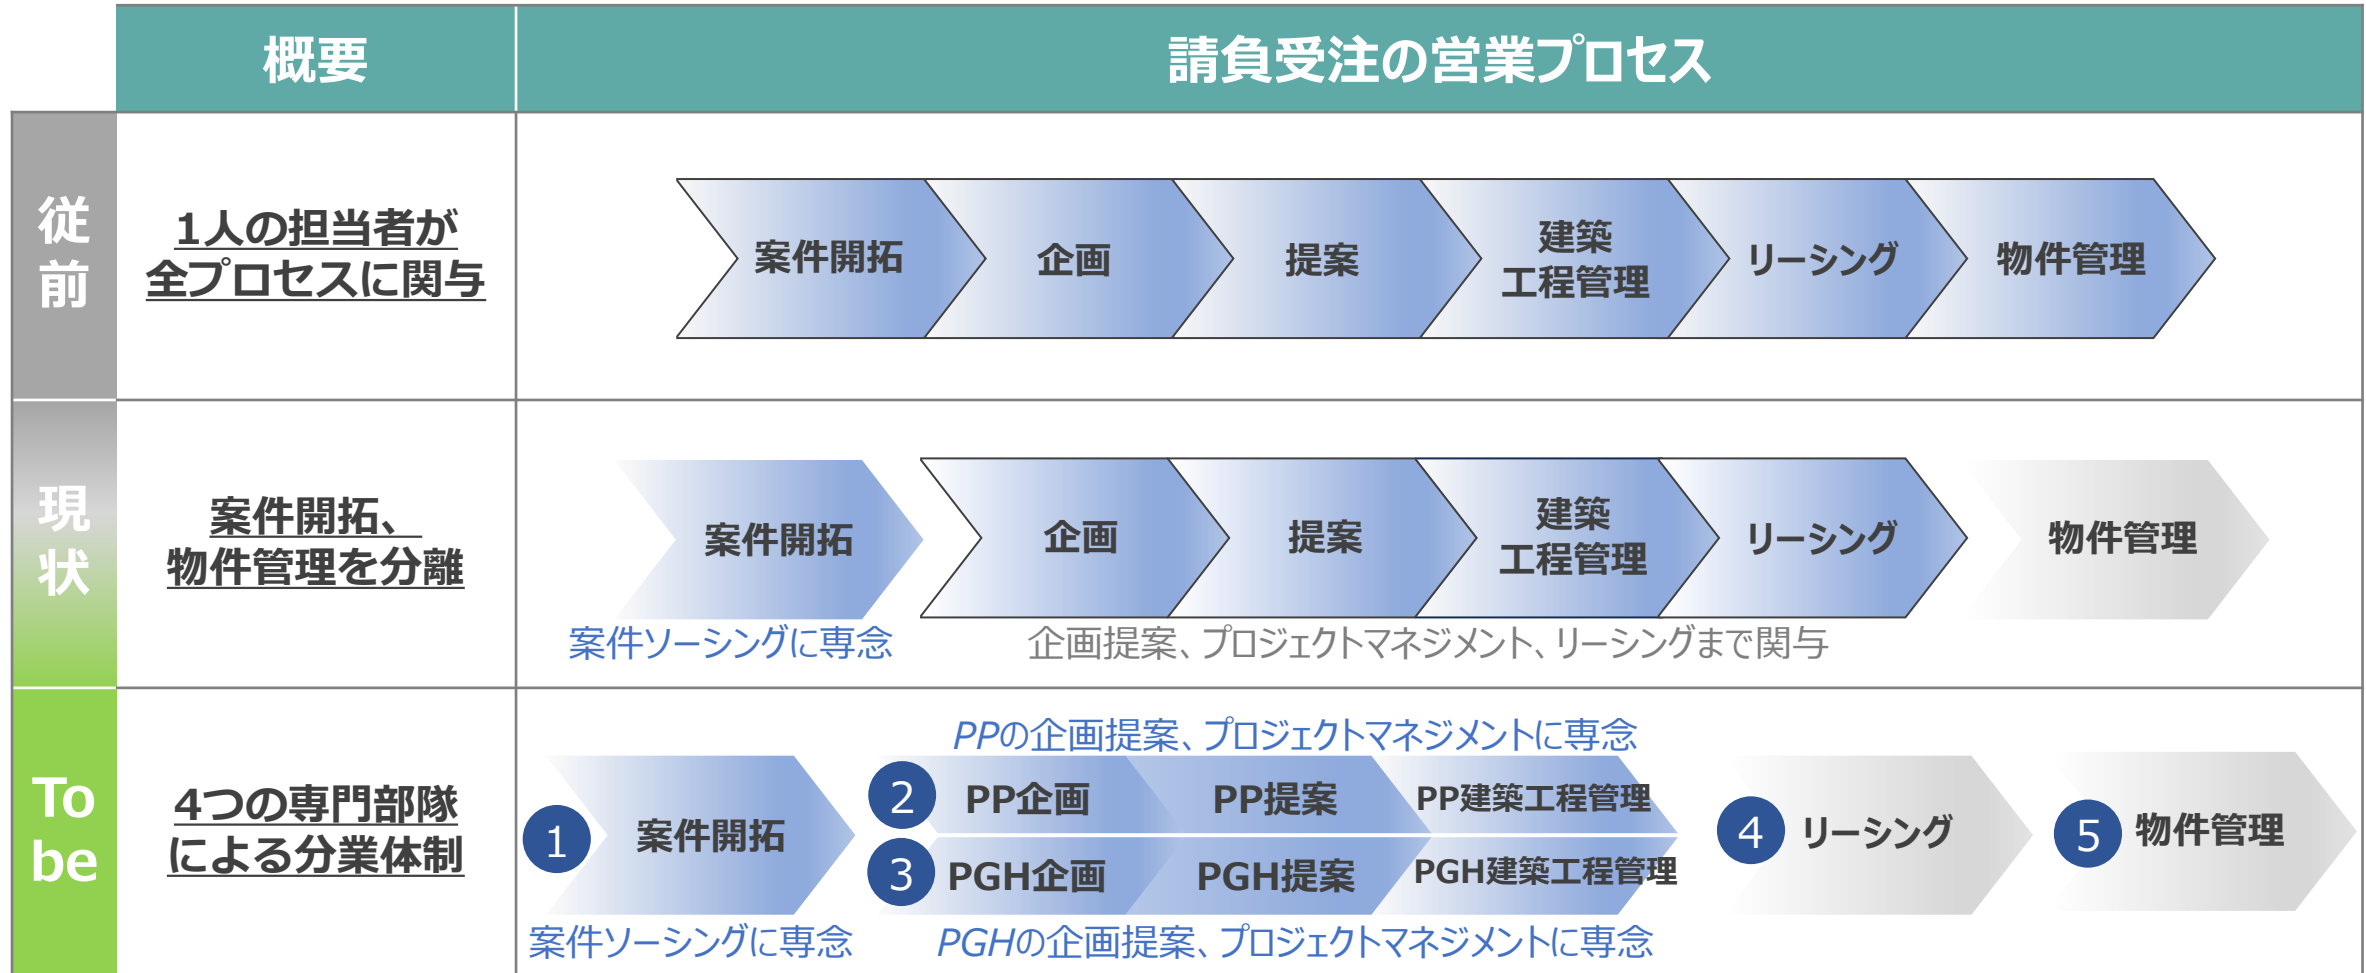 概要
請負受注の営業プロセス
従前
1人の担当者が
全プロセスに関与
案件開拓
企画
提案
建築
工程管理
リーシング
物件管理
現状
案件開拓、
物件管理を分離
案件開拓
企画
提案
建築
工程管理
リーシング
物件管理
案件ソーシングに専念
企画提案、プロジェクトマネジメント、リーシングまで関与
To
be
4つの専門部隊
による分業体制
PPの企画提案、プロジェクトマネジメントに専念
1
案件開拓
2
PP企画
PP提案
PP建築工程管理
3
PGH企画
PGH提案
PGH建築工程管理
4
リーシング
5
物件管理
案件ソーシングに専念
PGHの企画提案、プロジェクトマネジメントに専念